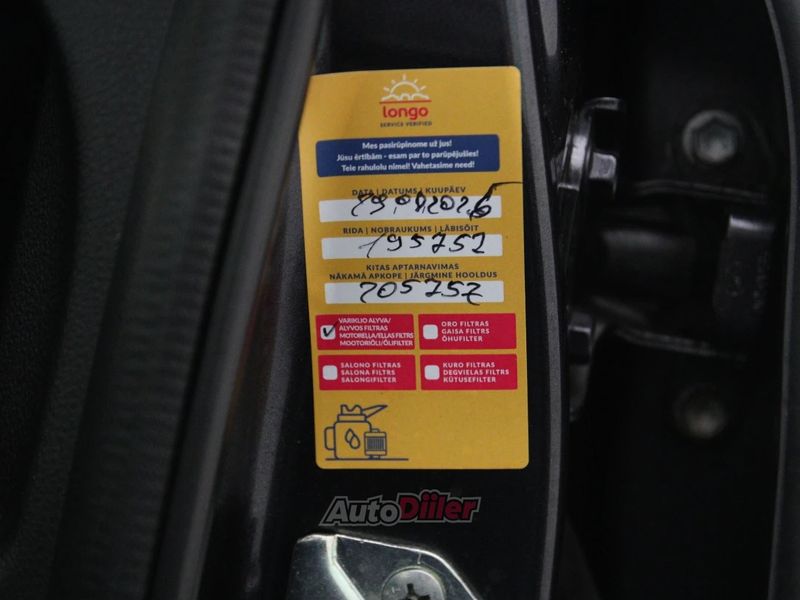 longo
SERVICE VERIFIED
Mes pasirūpinome už jus!
Jūsu ērtībām - esam par to parūpējušies!
Teie rahulolu nimel! Vahetasime need!
DATA | DATUMS | KUUPÄEV
RIDA | NOBRAUKUMS | LÄBISÕIT
195752
KITAS APTARNAVIMAS
NĀKAMĀ APKOPE | JÄRGMINE HOOLDUS
205752
VARIKLIO ALYVA/
ALYVOS FILTRAS
MOTOREĻĻA/EĻĻAS FILTRS
MOOTORIÕLI/ÕLIFILTER
ORO FILTRAS
GAISA FILTRS
ÕHUFILTER
SALONO FILTRAS
SALONA FILTRS
SALONGIFILTER
KURO FILTRAS
DEGVIELAS FILTRS
KÜTUSEFILTER
AutoDiiler